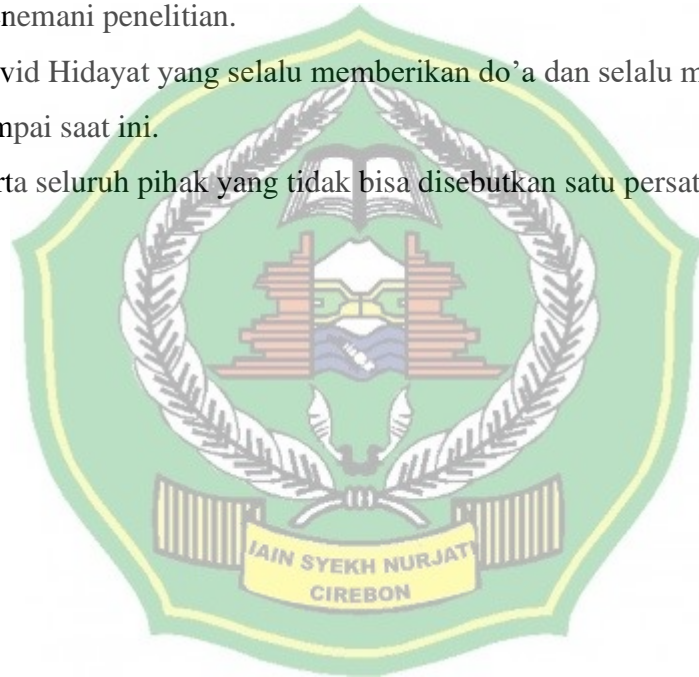 nemani penelitian.
vid Hidayat yang selalu memberikan do’a dan selalu m
mpai saat ini.
rta seluruh pihak yang tidak bisa disebutkan satu persat
IAIN SYEKH NURJATI
CIREBON